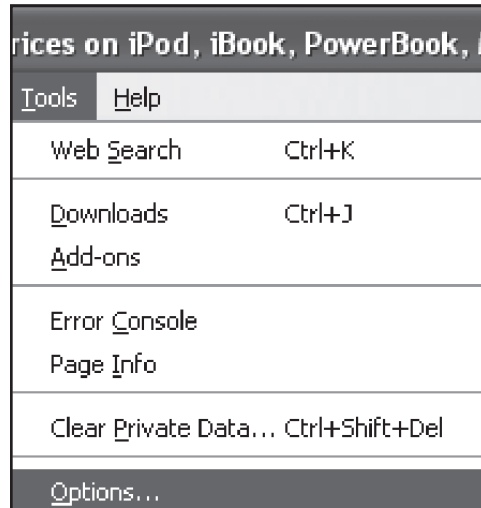 rices on iPod, iBook, PowerBook,
Tools Help
Web Search Ctrl+K
Downloads Ctrl+J
Add-ons
Error Console
Page Info
Clear Private Data... Ctrl+Shift+Del
Options...